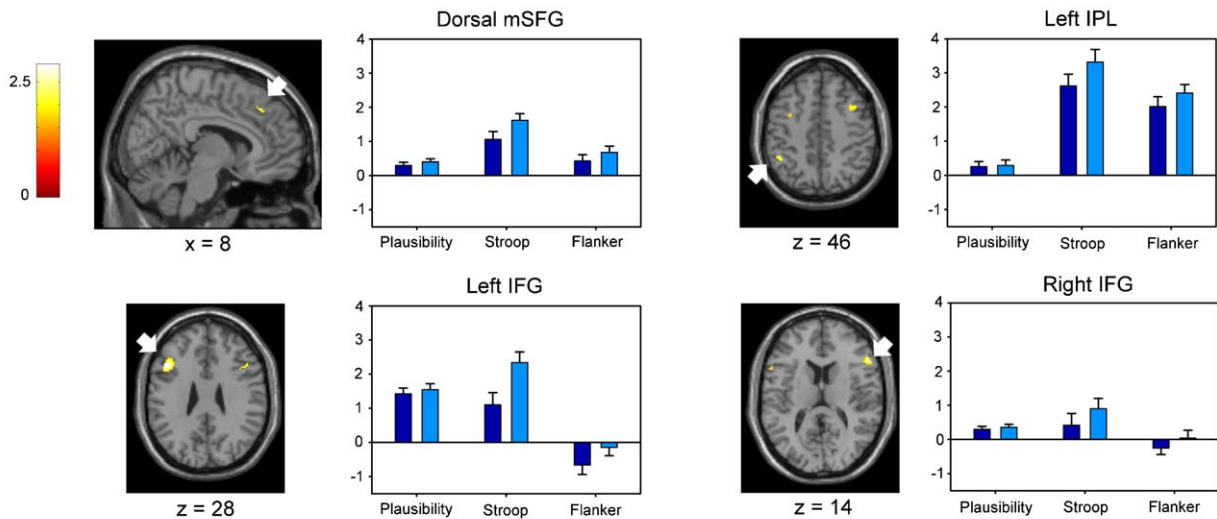 Dorsal mSFG
2.5
0
4
3
2
1
0
-1
Plausibility Stroop Flanker
x = 8
Left IPL
4
3
2
1
0
-1
Plausibility Stroop Flanker
z = 46
Left IFG
4
3
2
1
0
-1
Plausibility Stroop Flanker
z = 28
Right IFG
4
3
2
1
0
-1
Plausibility Stroop Flanker
z = 14